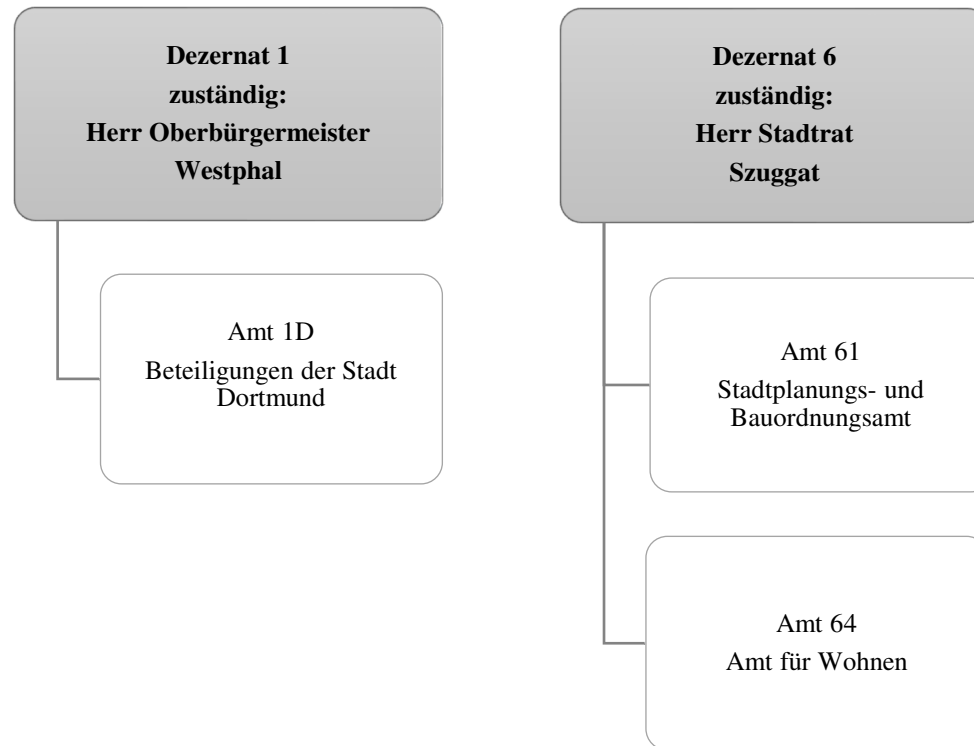 Dezernat 1
zuständig:
Herr Oberbürgermeister
Westphal
Amt 1D
Beteiligungen der Stadt
Dortmund
Dezernat 6
zuständig:
Herr Stadtrat
Szuggat
Amt 61
Stadtplanungs- und
Bauordnungsamt
Amt 64
Amt für Wohnen